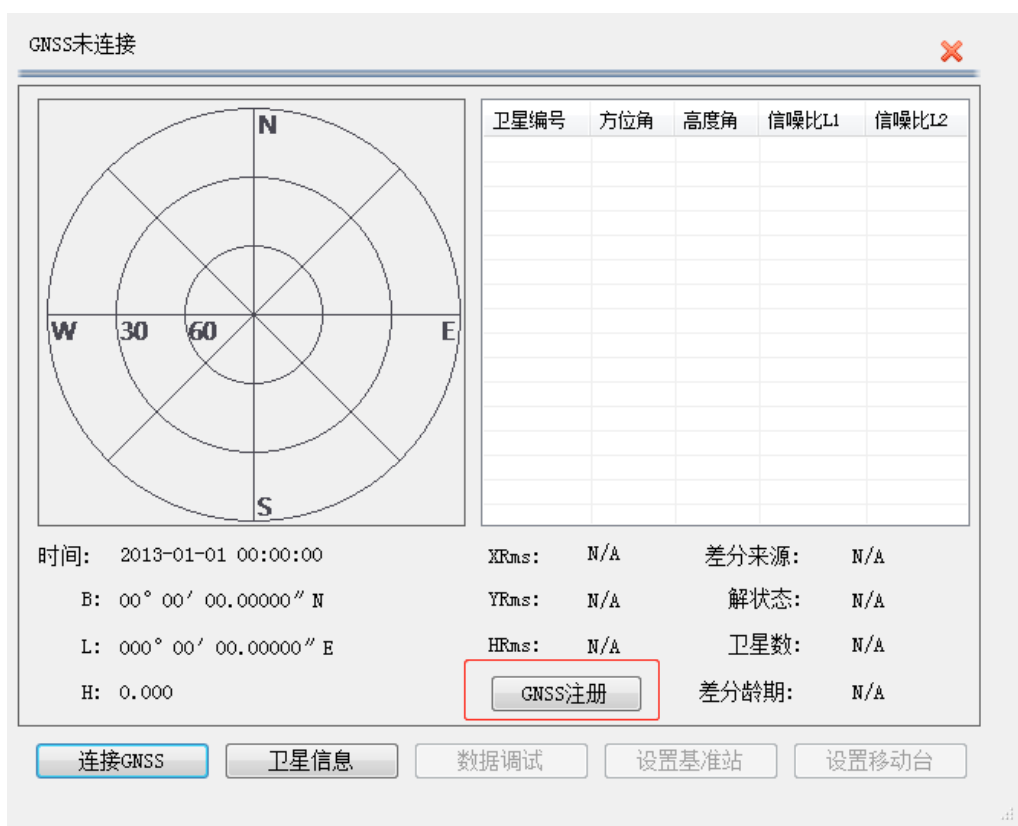 GNSS未连接
N
W 30 60 E
S
卫星编号 方位角 高度角 信噪比L1 信噪比L2
时间: 2013-01-01 00:00:00 XRms: N/A 差分来源: N/A
B: 00° 00′ 00.00000″ N YRms: N/A 解状态: N/A
L: 000° 00′ 00.00000″ E HRms: N/A 卫星数: N/A
H: 0.000 GNSS注册 差分龄期: N/A
连接GNSS 卫星信息 数据调试 设置基准站 设置移动台